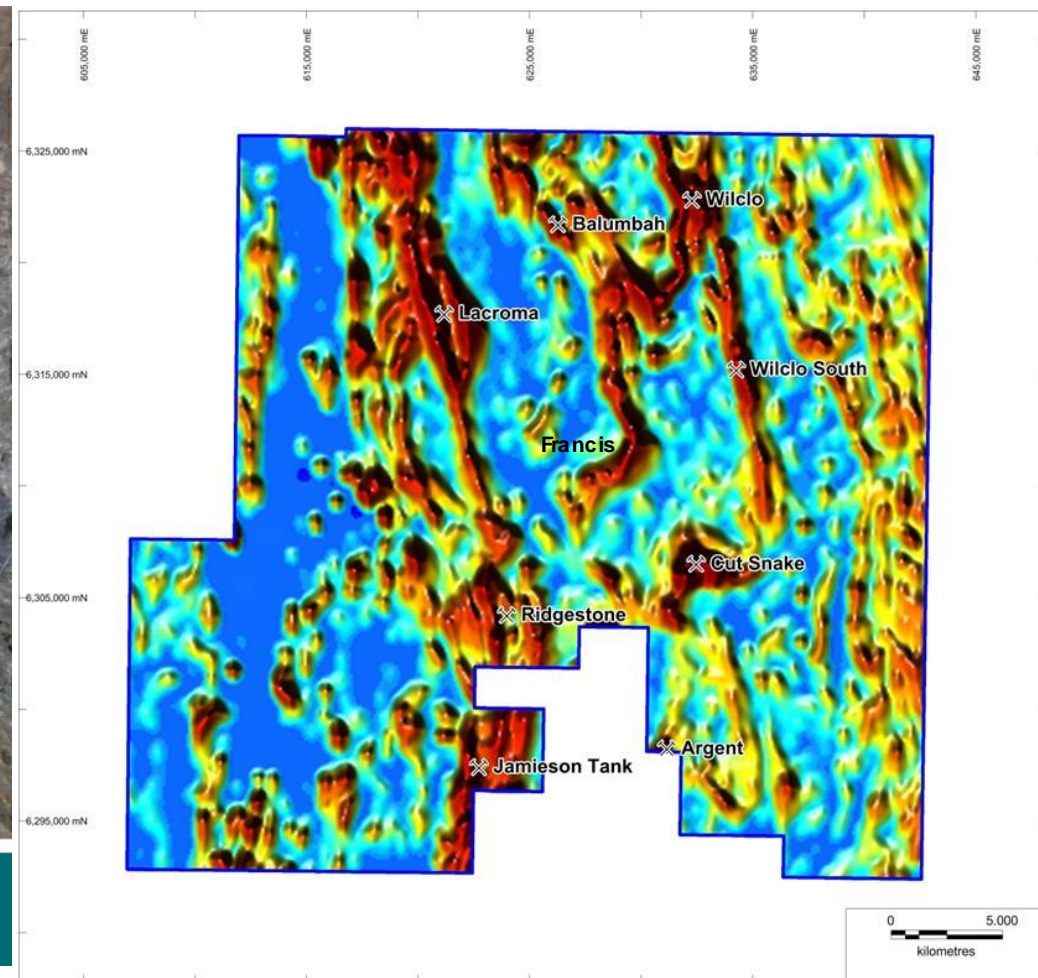 605,000 mE
615,000 mE
625,000 mE
635,000 mE
645,000 mE
6,325,000 mN
Wilclo
Balumbah
Lacroma
6,315,000 mN
Wilclo South
Francis
Cut Snake
6,305,000 mN
Ridgestone
Argent
Jamieson Tank
6,295,000 mN
0 5.000
kilometres